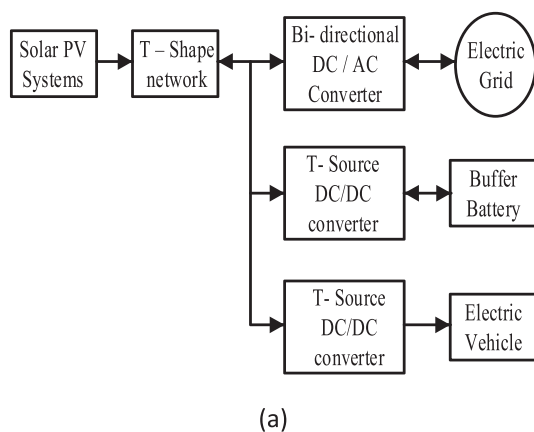 Solar PV
Systems
T – Shape
network
Bi- directional
DC / AC
Converter
Electric
Grid
T- Source
DC/DC
converter
Buffer
Battery
T- Source
DC/DC
converter
Electric
Vehicle
(a)